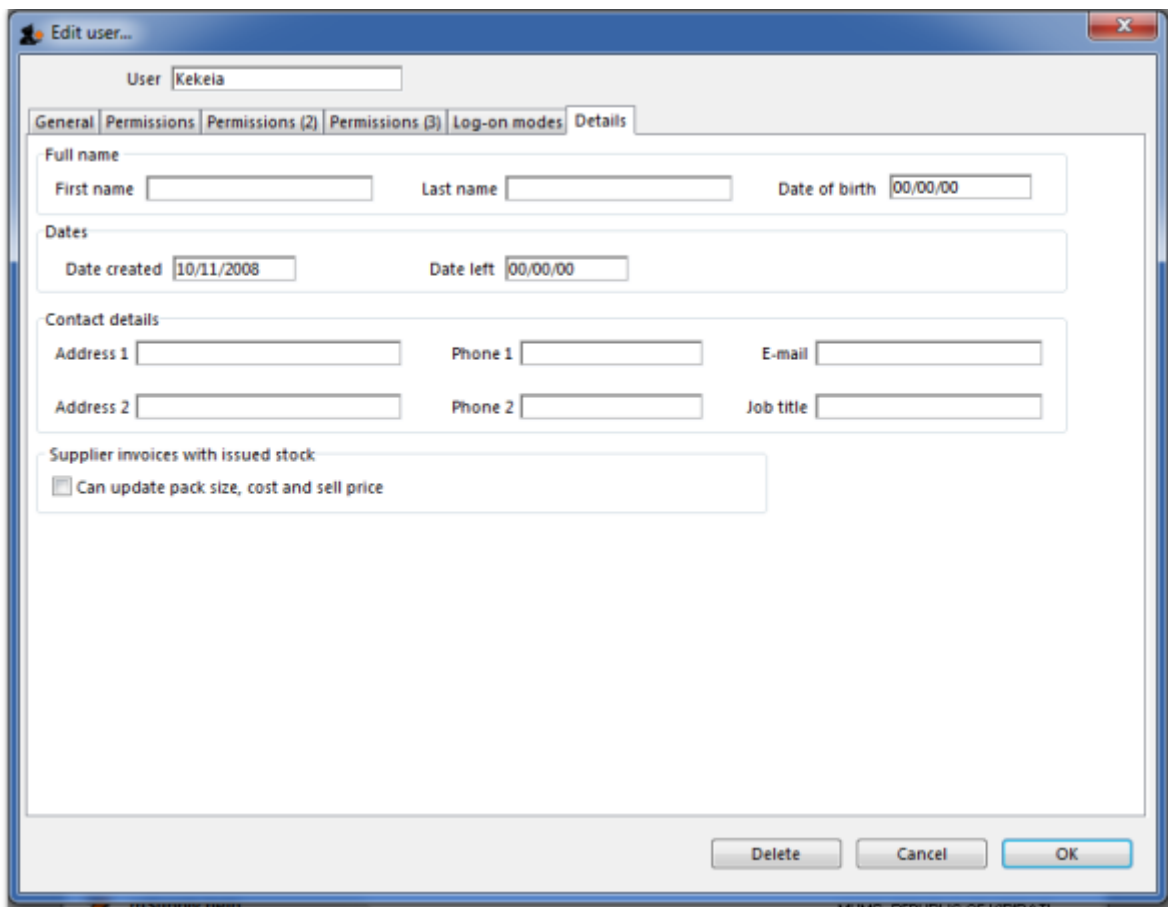 Edit user...
User Kekeia
General Permissions Permissions (2) Permissions (3) Log-on modes Details
Full name
First name Last name Date of birth 00/00/00
Dates
Date created 10/11/2008 Date left 00/00/00
Contact details
Address 1 Phone 1 E-mail
Address 2 Phone 2 Job title
Supplier invoices with issued stock
Can update pack size, cost and sell price
Delete Cancel OK